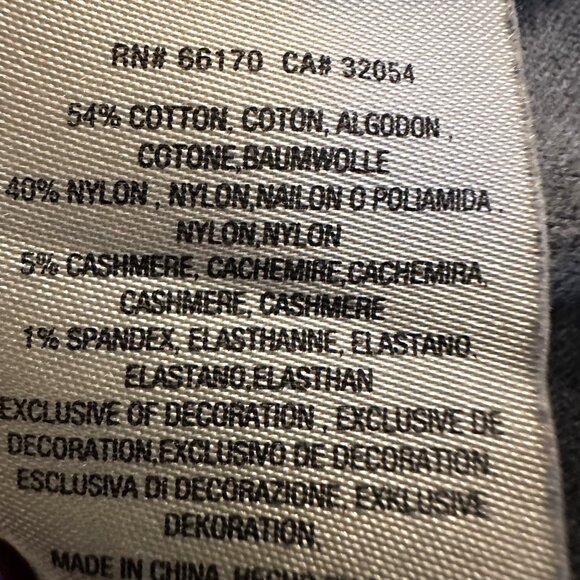 RN# 66170 CA# 32054
54% COTTON, COTON, ALGODON,
COTONE,BAUMWOLLE
40% NYLON, NYLON,NAILON O POLIAMIDA,
NYLON,NYLON
5% CASHMERE, CACHEMIRE,CACHEMIRA,
CASHMERE, CASHMERE
1% SPANDEX, ELASTHANNE, ELASTANO,
ELASTANO,ELASTHAN
EXCLUSIVE OF DECORATION, EXCLUSIVE DE
DECORATION,EXCLUSIVO DE DECORATION,
ESCLUSIVA DI DECORAZIONE, EXKLUSIVE
DEKORATION,
MADE IN CHINA, HECHO